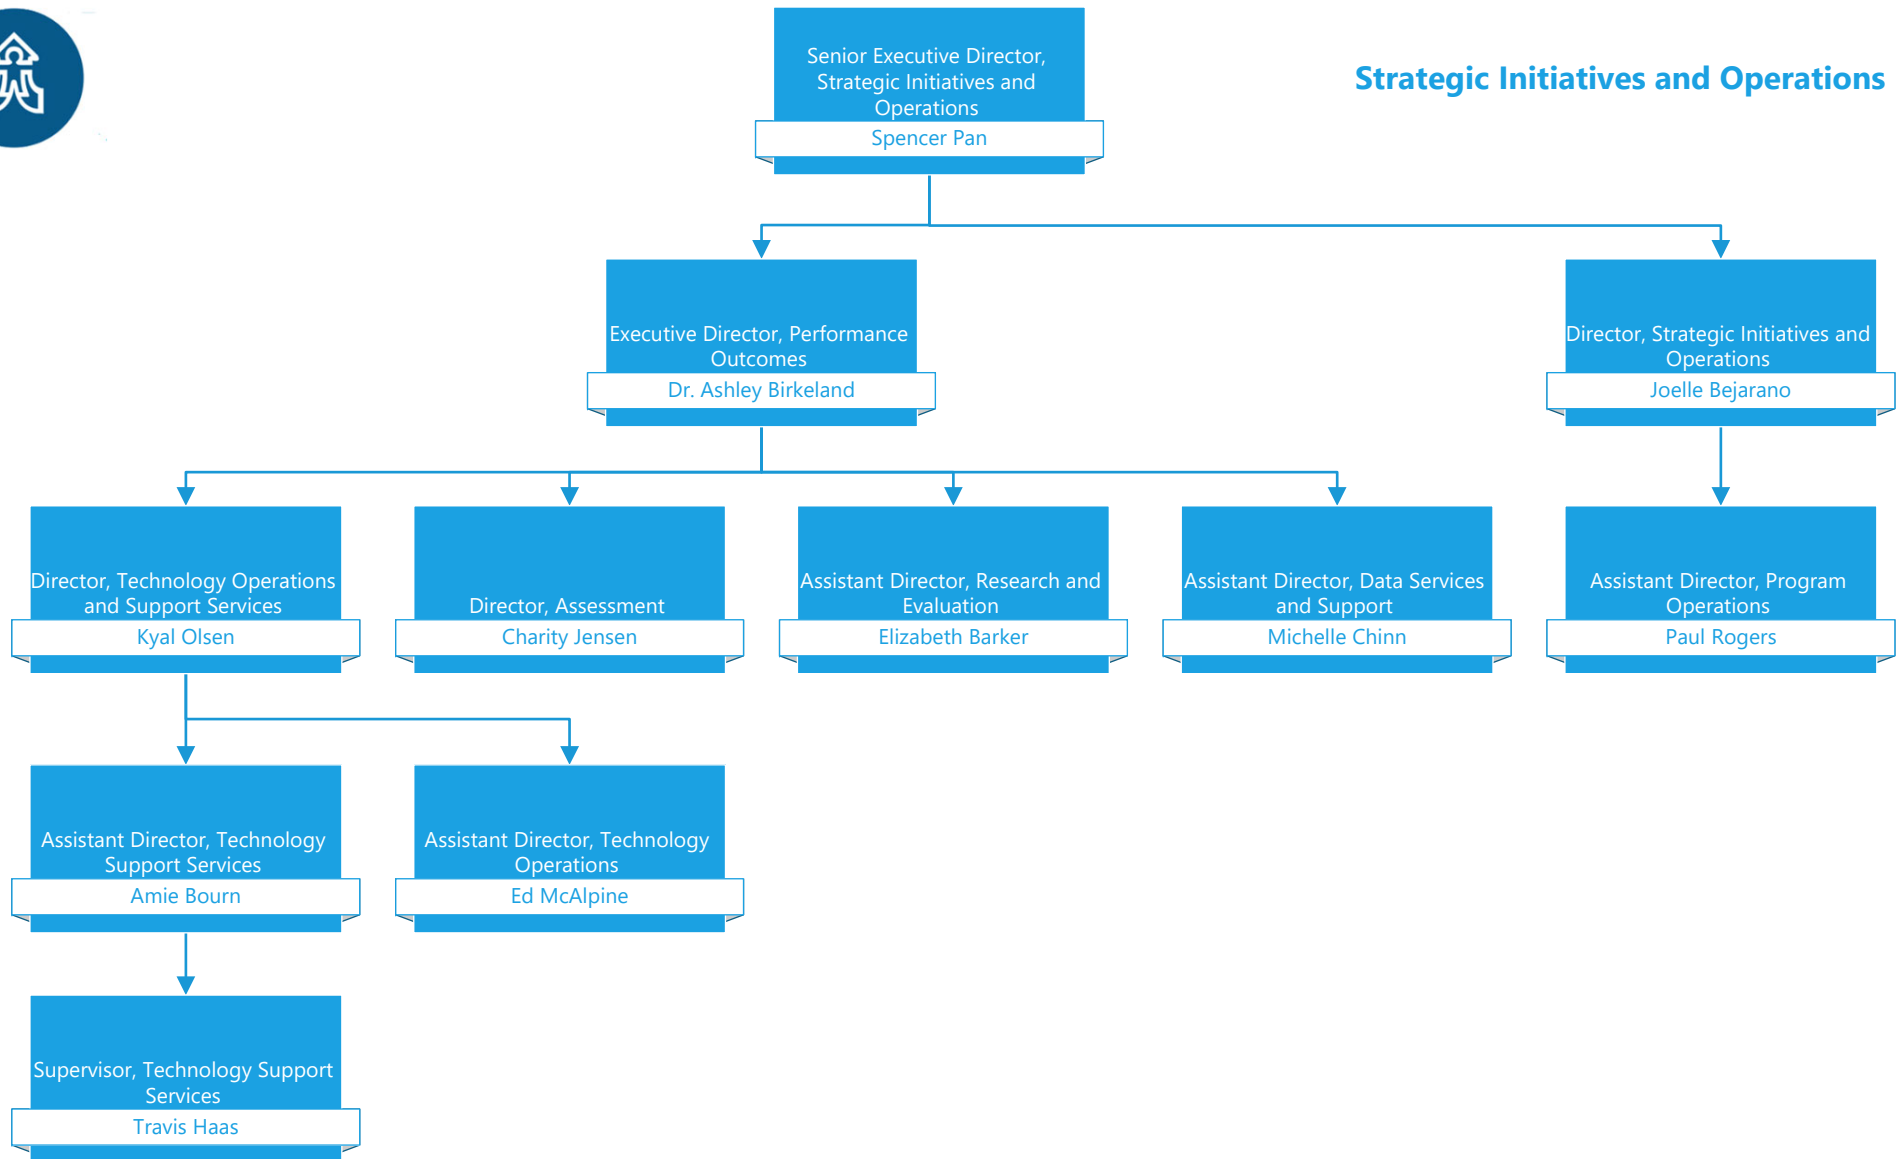 Senior Executive Director,
Strategic Initiatives and
Operations
Spencer Pan
Strategic Initiatives and Operations
Executive Director, Performance
Outcomes
Dr. Ashley Birkeland
Director, Strategic Initiatives and
Operations
Joelle Bejarano
Director, Technology Operations
and Support Services
Kyal Olsen
Director, Assessment
Charity Jensen
Assistant Director, Research and
Evaluation
Elizabeth Barker
Assistant Director, Data Services
and Support
Michelle Chinn
Assistant Director, Program
Operations
Paul Rogers
Assistant Director, Technology
Support Services
Amie Bourn
Assistant Director, Technology
Operations
Ed McAlpine
Supervisor, Technology Support
Services
Travis Haas